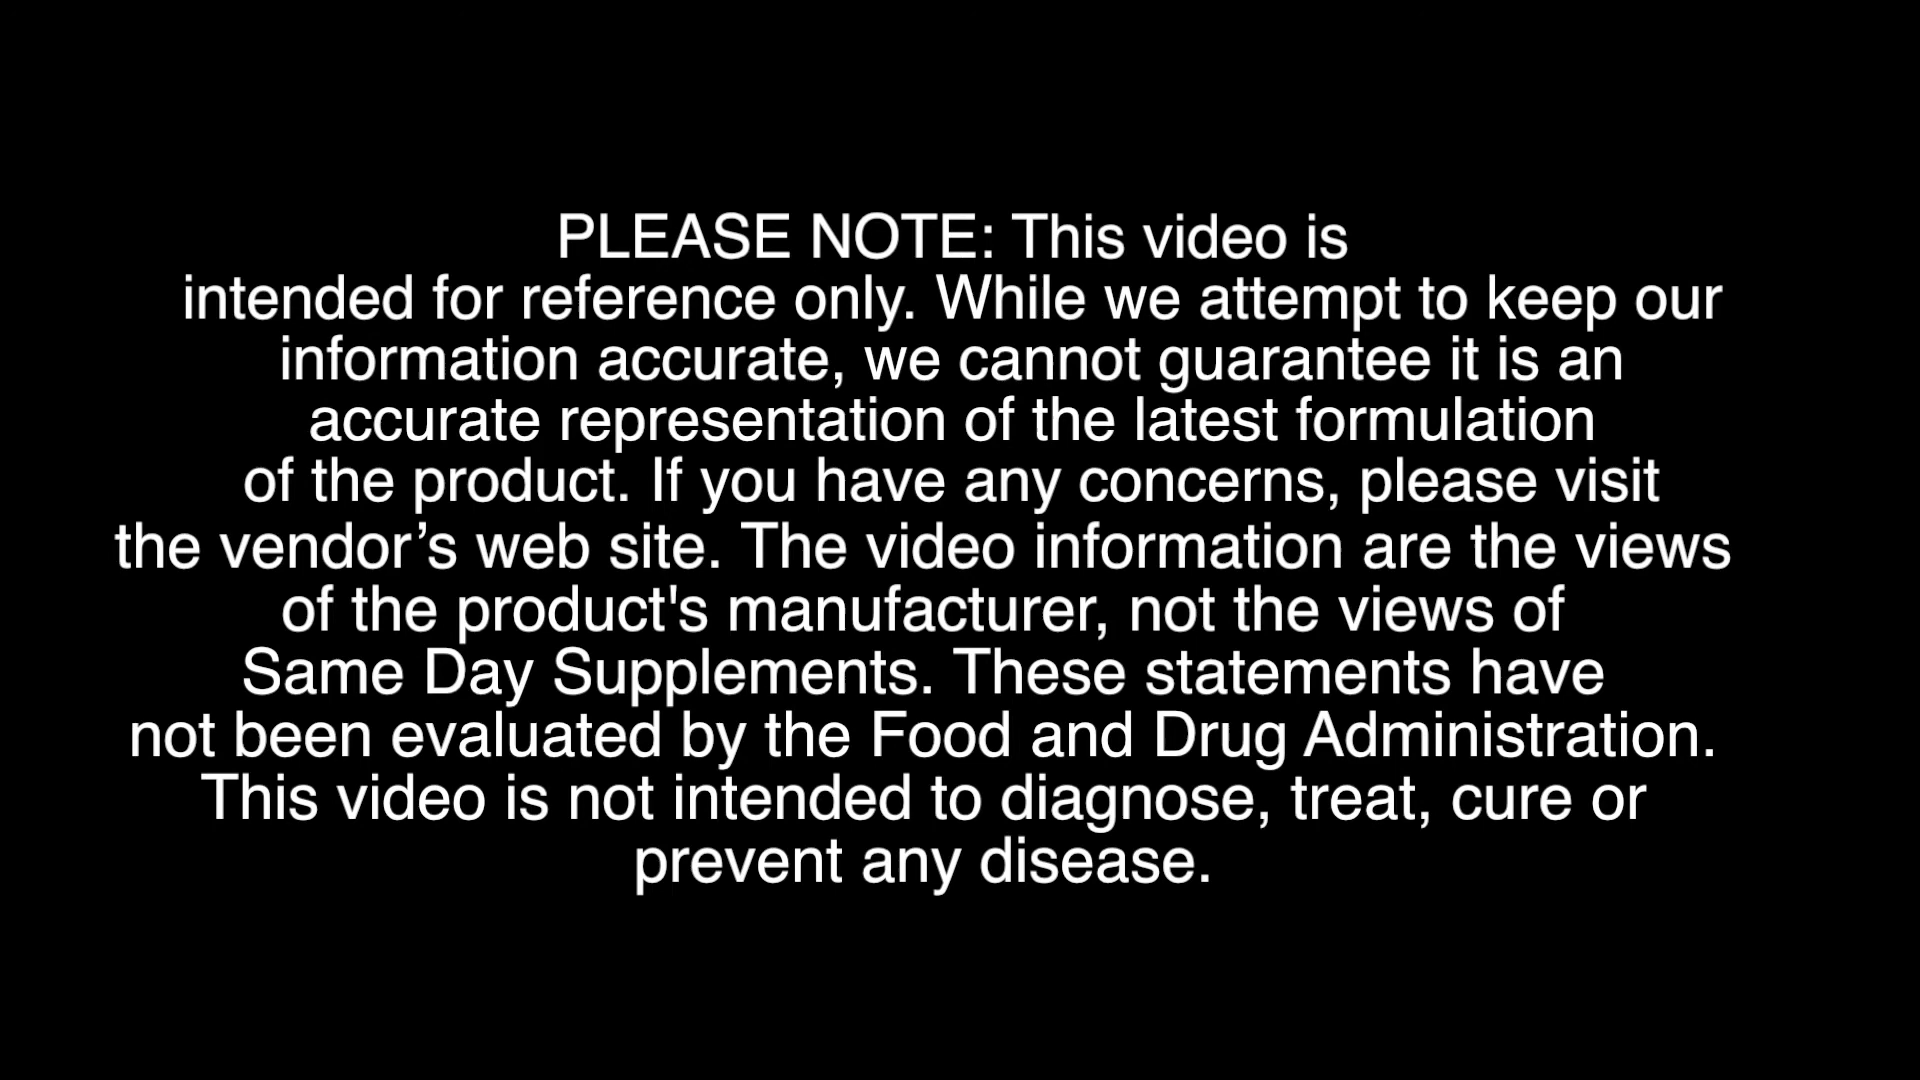 PLEASE NOTE: This video is
intended for reference only. While we attempt to keep our
information accurate, we cannot guarantee it is an
accurate representation of the latest formulation
of the product. If you have any concerns, please visit
the vendor’s web site. The video information are the views
of the product's manufacturer, not the views of
Same Day Supplements. These statements have
not been evaluated by the Food and Drug Administration.
This video is not intended to diagnose, treat, cure or
prevent any disease.